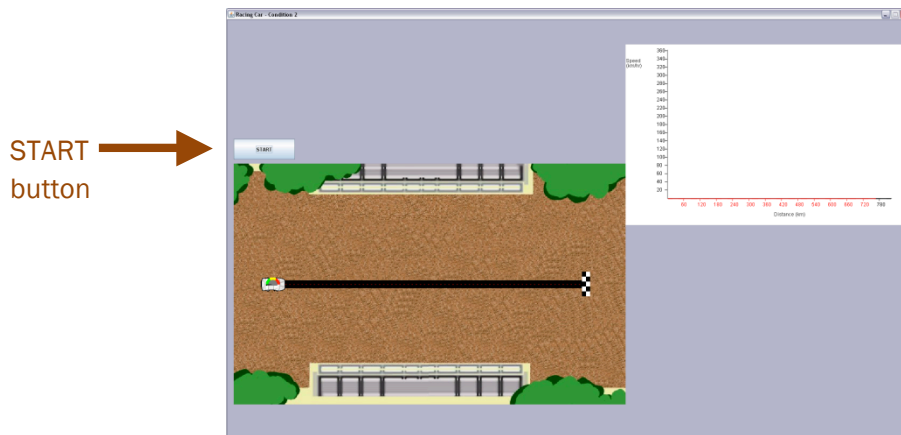 Racing Car - Condition 2
START
button
START
Speed
(km/hr)
360
340
320
300
280
260
240
220
200
180
160
140
120
100
80
60
40
20
60 120 180 240 300 360 420 480 540 600 660 720 780
Distance (km)